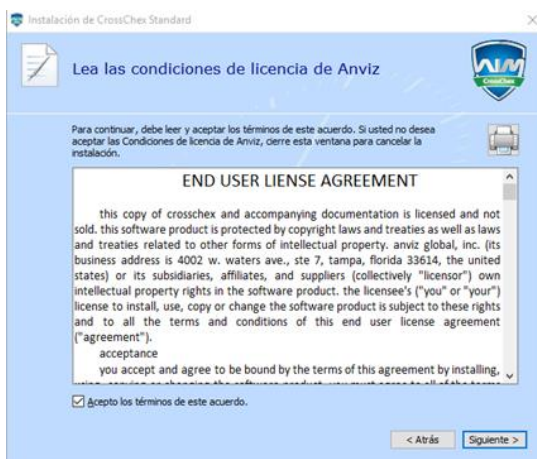 Instalación de CrossChex Standard
Lea las condiciones de licencia de Anviz
AIM
CrossChex
Para continuar, debe leer y aceptar los términos de este acuerdo. Si usted no desea
aceptar las Condiciones de licencia de Anviz, cierre esta ventana para cancelar la
instalación.
END USER LIENSE AGREEMENT
this copy of crosschex and accompanying documentation is licensed and not
sold. this software product is protected by copyright laws and treaties as well as laws
and treaties related to other forms of intellectual property. anviz global, inc. (its
business address is 4002 w. waters ave., ste 7, tampa, florida 33614, the united
states) or its subsidiaries, affiliates, and suppliers (collectively "licensor") own
intellectual property rights in the software product. the licensee's ("you" or "your")
license to install, use, copy or change the software product is subject to these rights
and to all the terms and conditions of this end user license agreement
("agreement").
acceptance
you accept and agree to be bound by the terms of this agreement by installing,
Acepto los términos de este acuerdo.
< Atrás
Siguiente >